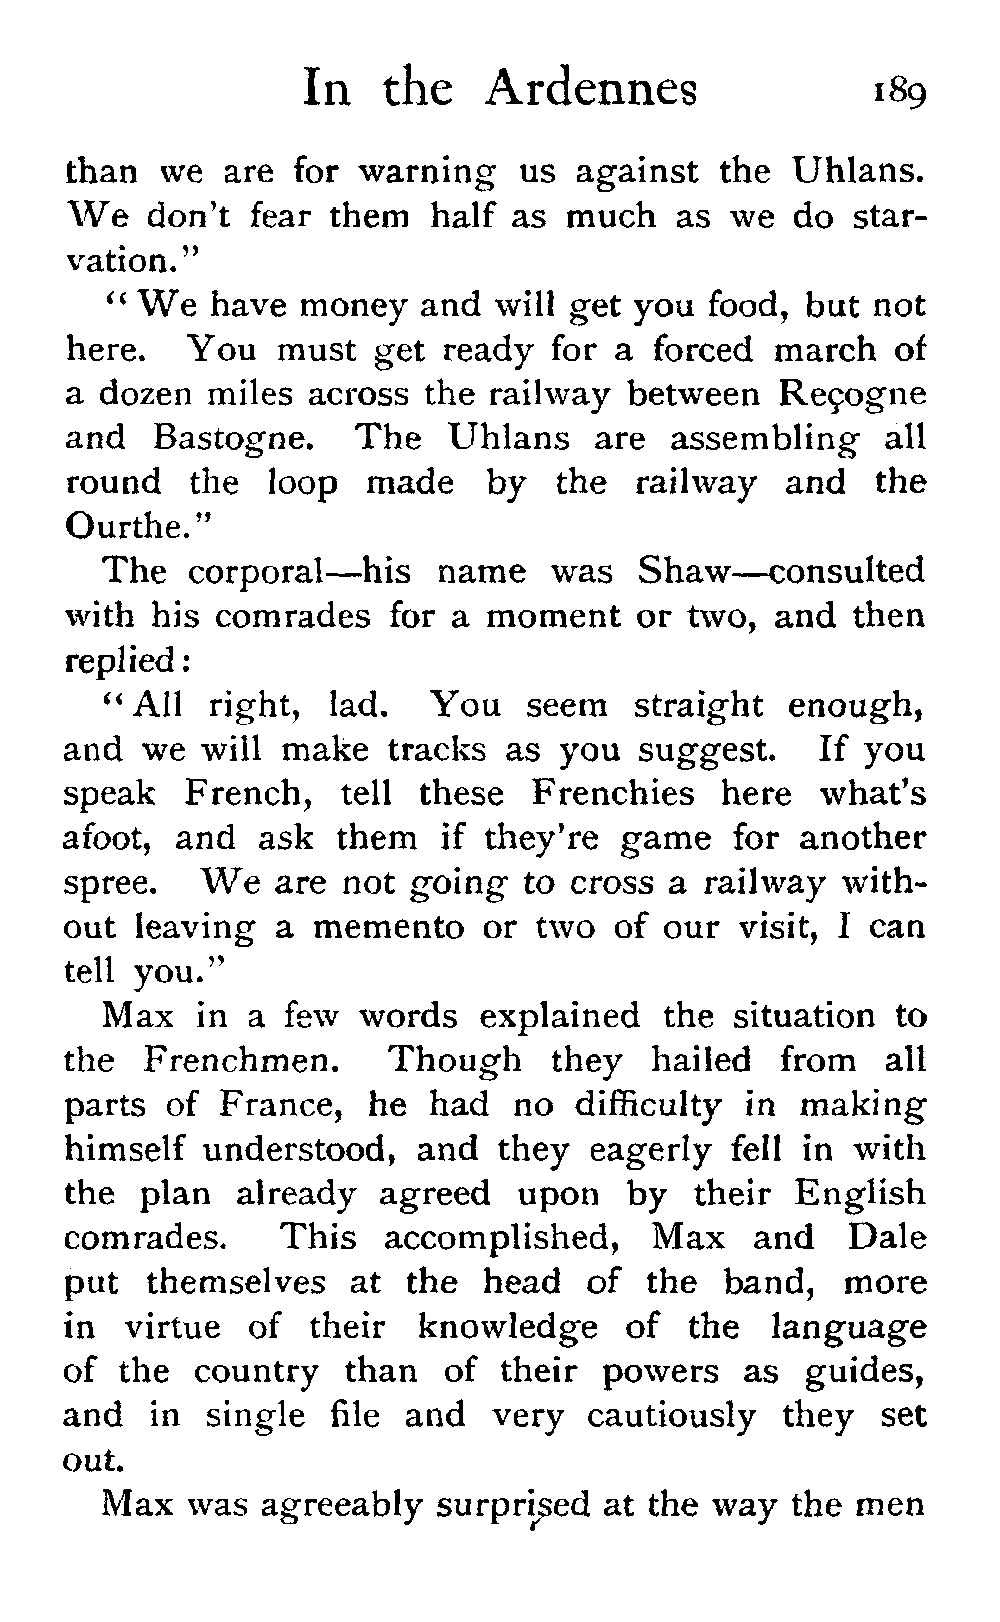 In the Ardennes 189
than we are for warning us against the Uhlans.
We don't fear them half as much as we do star-
vation."
"We have money and will get you food, but not
here. You must get ready for a forced march of
a dozen miles across the railway between Reçogne
and Bastogne. The Uhlans are assembling all
round the loop made by the railway and the
Ourthe."
The corporal—his name was Shaw—consulted
with his comrades for a moment or two, and then
replied:
"All right, lad. You seem straight enough,
and we will make tracks as you suggest. If you
speak French, tell these Frenchies here what's
afoot, and ask them if they're game for another
spree. We are not going to cross a railway with-
out leaving a memento or two of our visit, I can
tell you."
Max in a few words explained the situation to
the Frenchmen. Though they hailed from all
parts of France, he had no difficulty in making
himself understood, and they eagerly fell in with
the plan already agreed upon by their English
comrades. This accomplished, Max and Dale
put themselves at the head of the band, more
in virtue of their knowledge of the language
of the country than of their powers as guides,
and in single file and very cautiously they set
out.
Max was agreeably surprised at the way the men